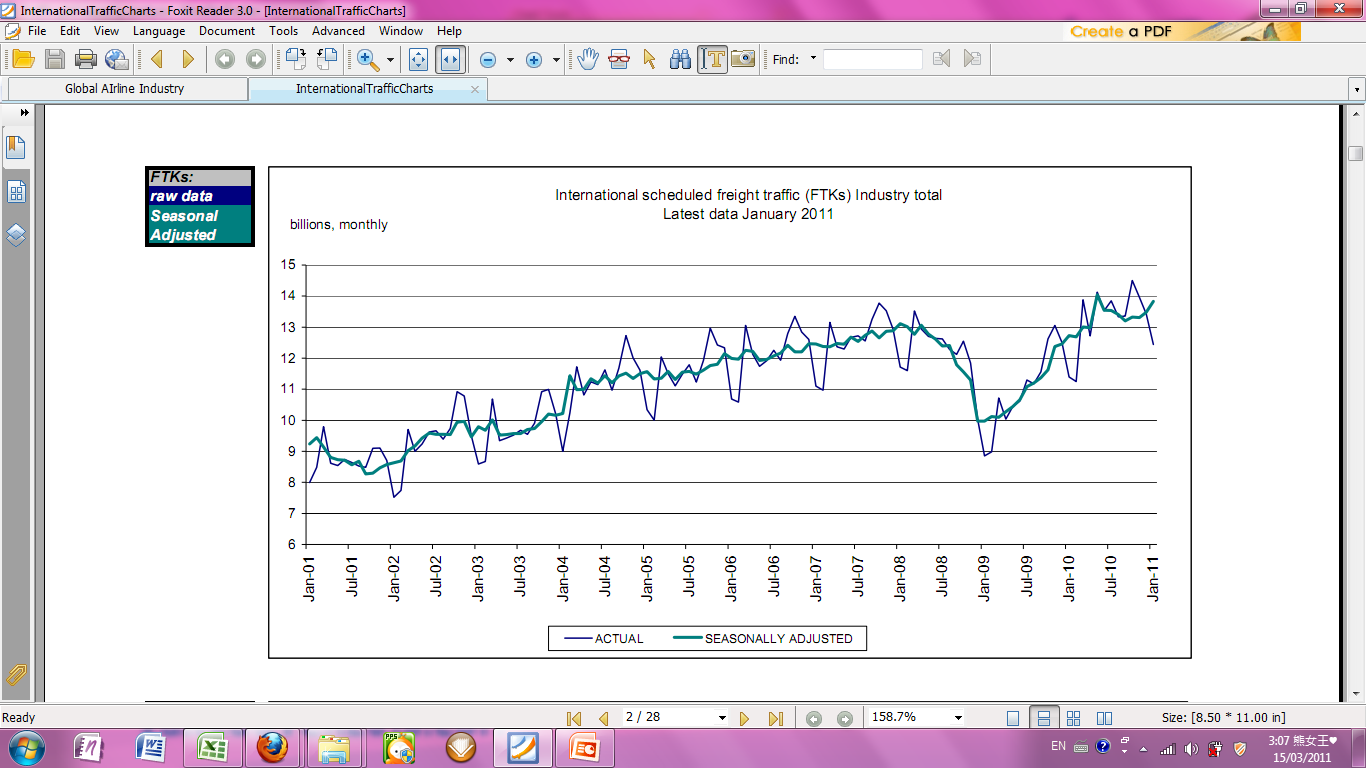 InternationalTrafficCharts - Foxit Reader 3.0 - [InternationalTrafficCharts]
File Edit View Language Document Tools Advanced Window Help
Create a PDF
Find:
Global AIrline Industry
InternationalTrafficCharts
FTKs:
raw data
Seasonal
Adjusted
International scheduled freight traffic (FTKs) Industry total
Latest data January 2011
billions, monthly
15
14
13
12
11
10
9
8
7
6
Jan-01 Jul-01 Jan-02 Jul-02 Jan-03 Jul-03 Jan-04 Jul-04 Jan-05 Jul-05 Jan-06 Jul-06 Jan-07 Jul-07 Jan-08 Jul-08 Jan-09 Jul-09 Jan-10 Jul-10 Jan-11
ACTUAL SEASONALLY ADJUSTED
Ready
2 / 28
158.7%
Size: [8.50 * 11.00 in]
PPS
EN
3:07 熊女王♥
15/03/2011